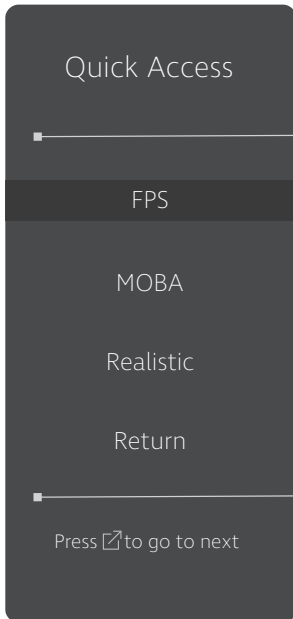 Quick Access
FPS
MOBA
Realistic
Return
Press to go to next